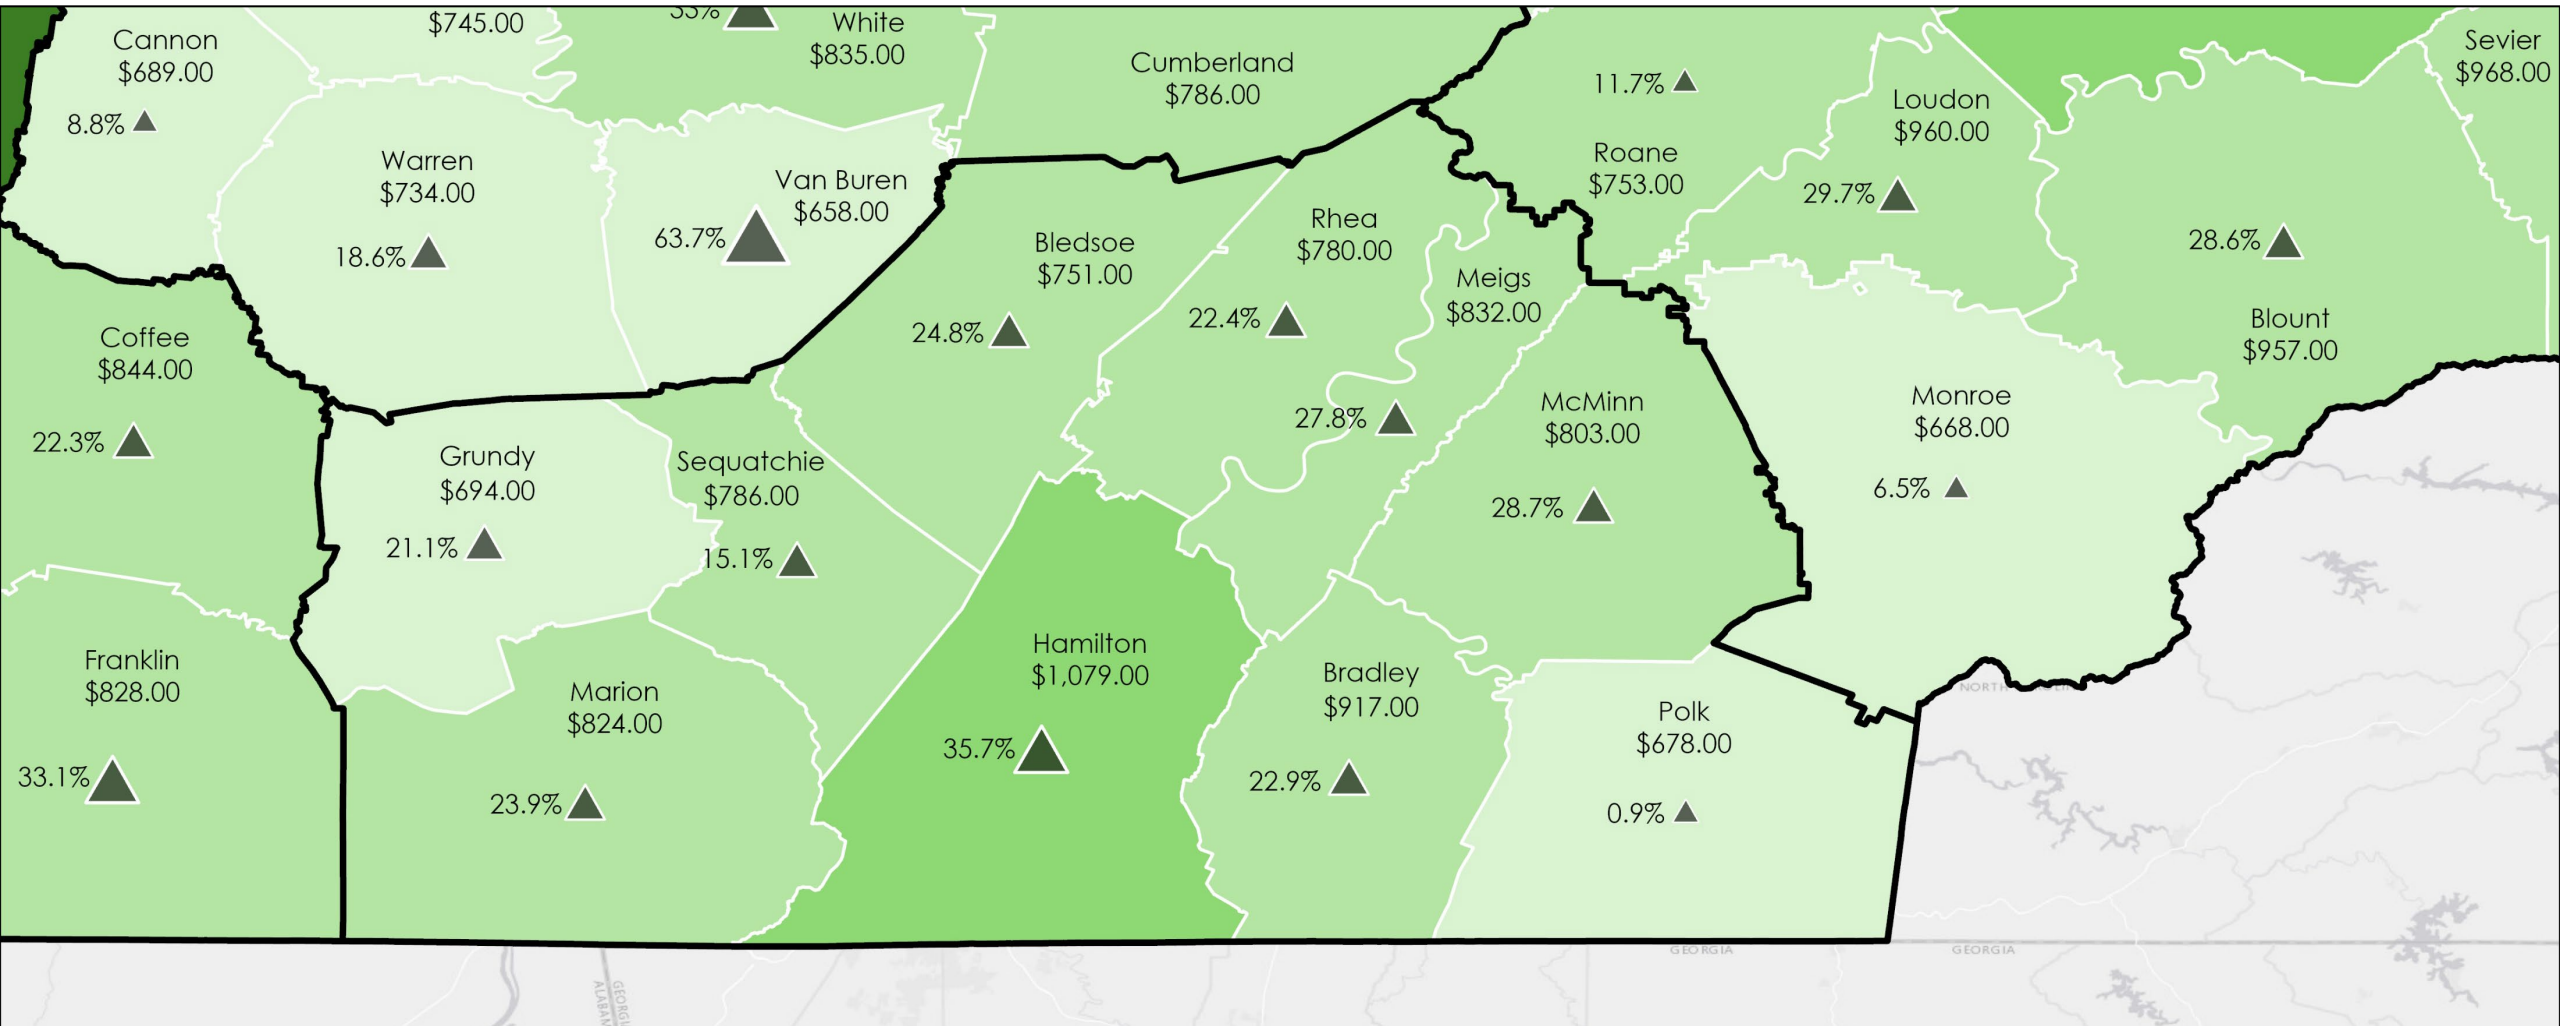 $745.00
White
$835.00
Cannon
$689.00
8.8%
Cumberland
$786.00
11.7%
Roane
$753.00
Loudon
$960.00
29.7%
Sevier
$968.00
Warren
$734.00
18.6%
Van Buren
$658.00
63.7%
Bledsoe
$751.00
24.8%
Rhea
$780.00
22.4%
Meigs
$832.00
27.8%
28.6%
Blount
$957.00
Coffee
$844.00
22.3%
Grundy
$694.00
21.1%
Sequatchie
$786.00
15.1%
McMinn
$803.00
28.7%
Monroe
$668.00
6.5%
Franklin
$828.00
33.1%
Marion
$824.00
23.9%
Hamilton
$1,079.00
35.7%
Bradley
$917.00
22.9%
Polk
$678.00
0.9%
NORTH
GEORGIA
GEORGIA